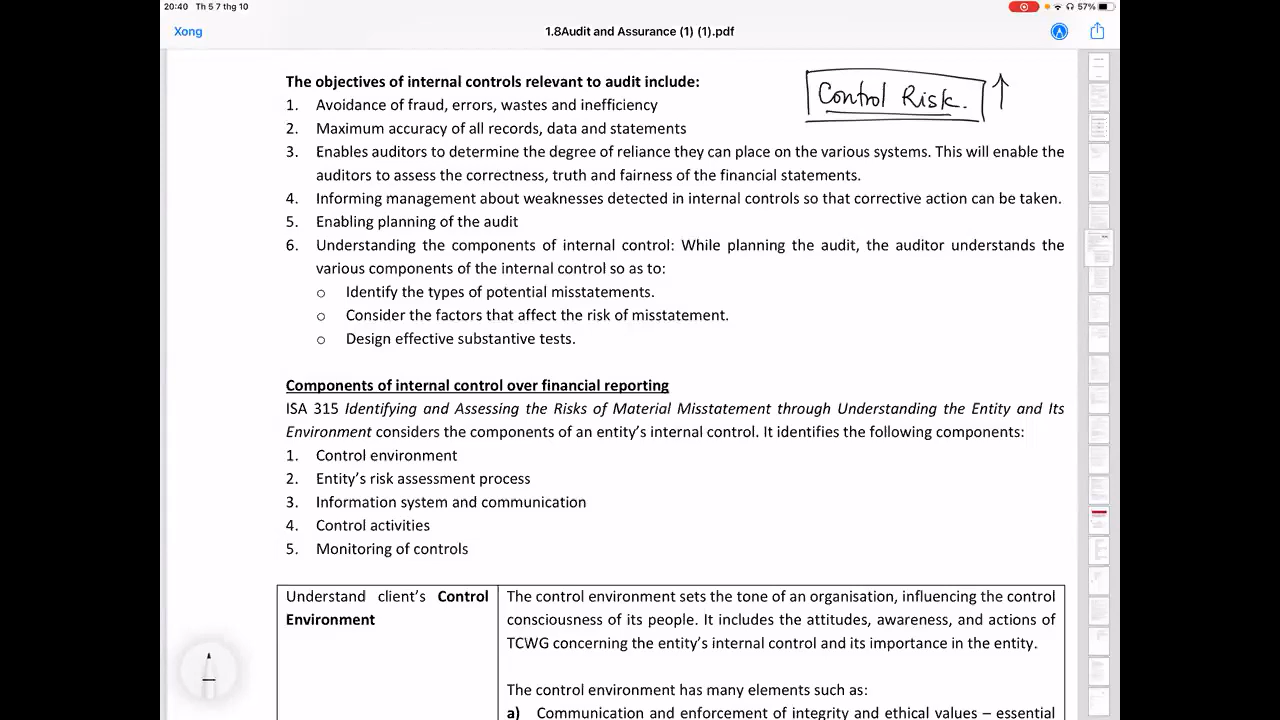 20:40 Th 5 7 thg 10
57%
Xong
1.8Audit and Assurance (1) (1).pdf
The objectives of internal controls relevant to audit include:
Control Risk.
1. Avoidance of fraud, errors, wastes and inefficiency
2. Maximum accuracy of all records, data and statements
3. Enables auditors to determine the degree of reliance they can place on the various systems. This will enable the
auditors to assess the correctness, truth and fairness of the financial statements.
4. Informing management about weaknesses detected in internal controls so that corrective action can be taken.
5. Enabling planning of the audit
6. Understanding the components of internal control: While planning the audit, the auditor understands the
various components of the internal control so as to:
Identify the types of potential misstatements.
Consider the factors that affect the risk of misstatement.
Design effective substantive tests.
Components of internal control over financial reporting
ISA 315 Identifying and Assessing the Risks of Material Misstatement through Understanding the Entity and Its
Environment considers the components of an entity’s internal control. It identifies the following components:
1. Control environment
2. Entity’s risk assessment process
3. Information system and communication
4. Control activities
5. Monitoring of controls
Understand client’s Control
Environment
The control environment sets the tone of an organisation, influencing the control
consciousness of its people. It includes the attitudes, awareness, and actions of
TCWG concerning the entity’s internal control and its importance in the entity.
The control environment has many elements such as:
a) Communication and enforcement of integrity and ethical values – essential